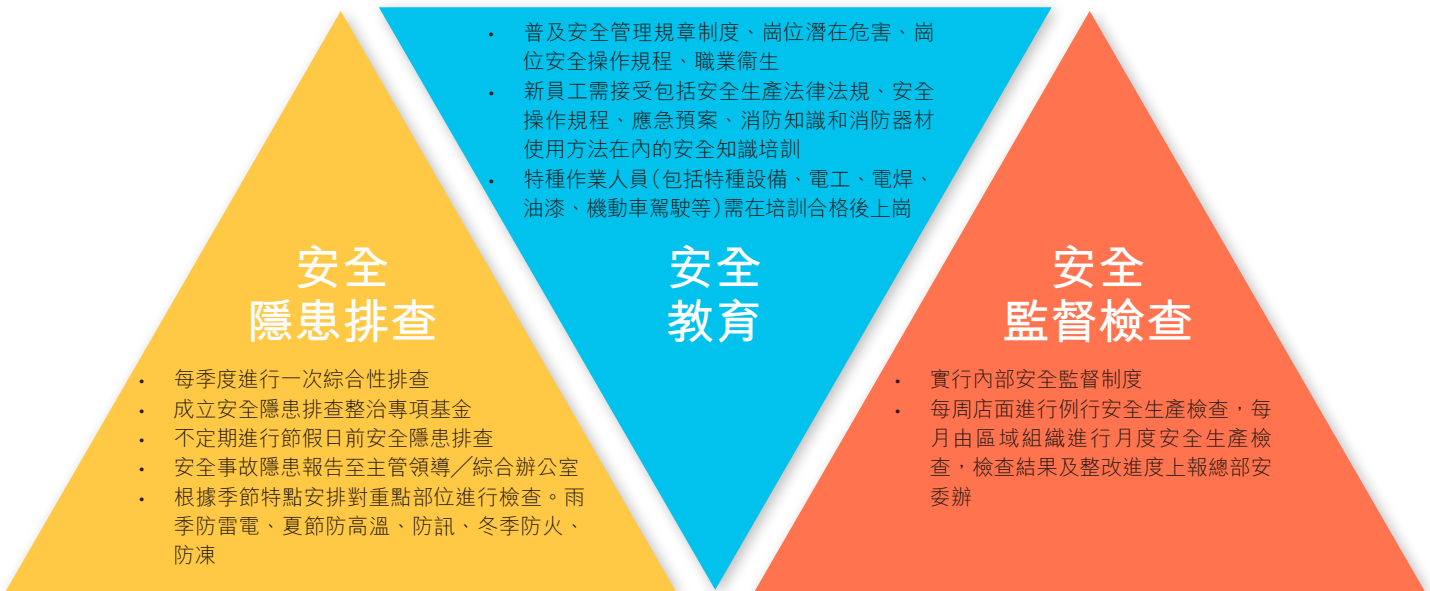 安全
隱患排查
• 每季度進行一次綜合性排查
• 成立安全隱患排查整治專項基金
• 不定期進行節假日前安全隱患排查
• 安全事故隱患報告至主管領導／綜合辦公室
• 根據季節特點安排對重點部位進行檢查。雨
季防雷電、夏節防高溫、防訊、冬季防火、
防凍
• 普及安全管理規章制度、崗位潛在危害、崗
位安全操作規程、職業衛生
• 新員工需接受包括安全生產法律法規、安全
操作規程、應急預案、消防知識和消防器材
使用方法在內的安全知識培訓
• 特種作業人員(包括特種設備、電工、電焊、
油漆、機動車駕駛等)需在培訓合格後上崗
安全
教育
安全
監督檢查
• 實行內部安全監督制度
• 每周店面進行例行安全生產檢查，每
月由區域組織進行月度安全生產檢
查，檢查結果及整改進度上報總部安
委辦